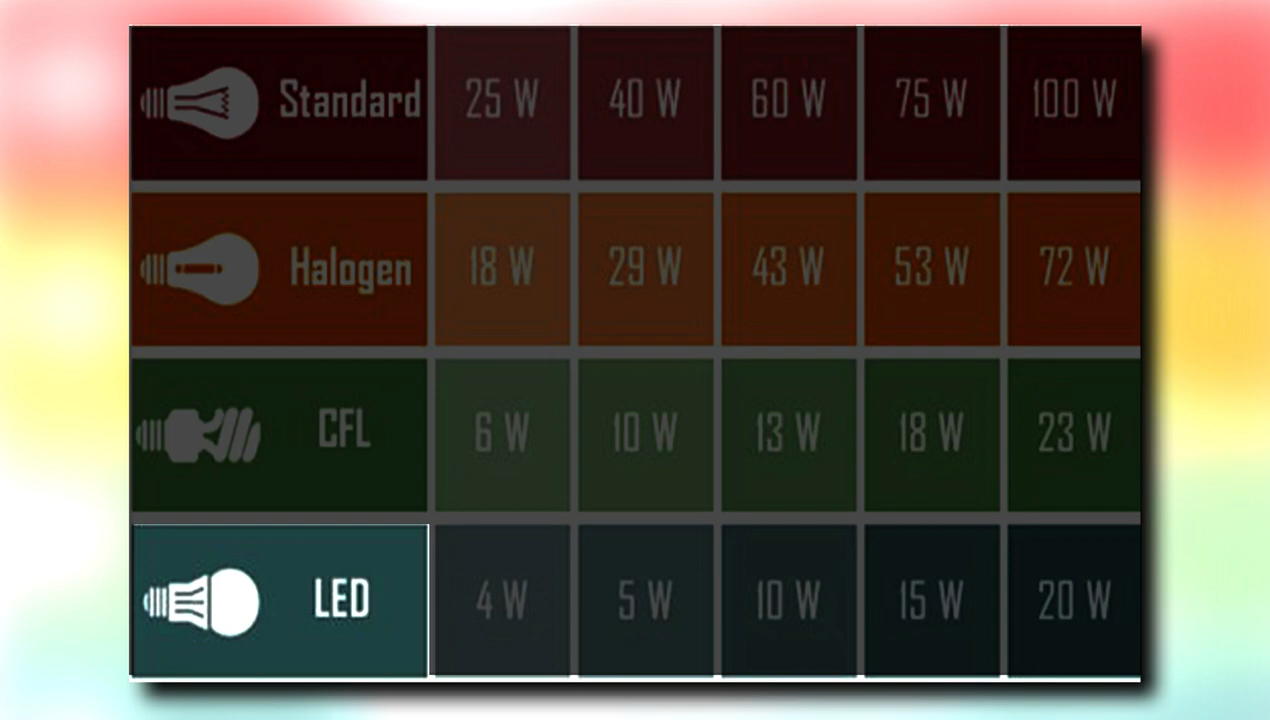 Standard 25 W 40 W 60 W 75 W 100 W
Halogen 18 W 29 W 43 W 53 W 72 W
CFL 6 W 10 W 13 W 18 W 23 W
LED 4 W 5 W 10 W 15 W 20 W